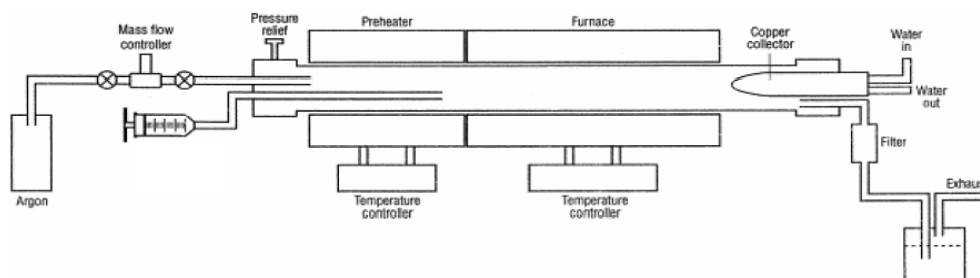 Pressure
relief
Preheater
Furnace
Mass flow
controller
Copper
collector
Water
in
Water
out
Filter
Argon
Temperature
controller
Temperature
controller
Exhaus